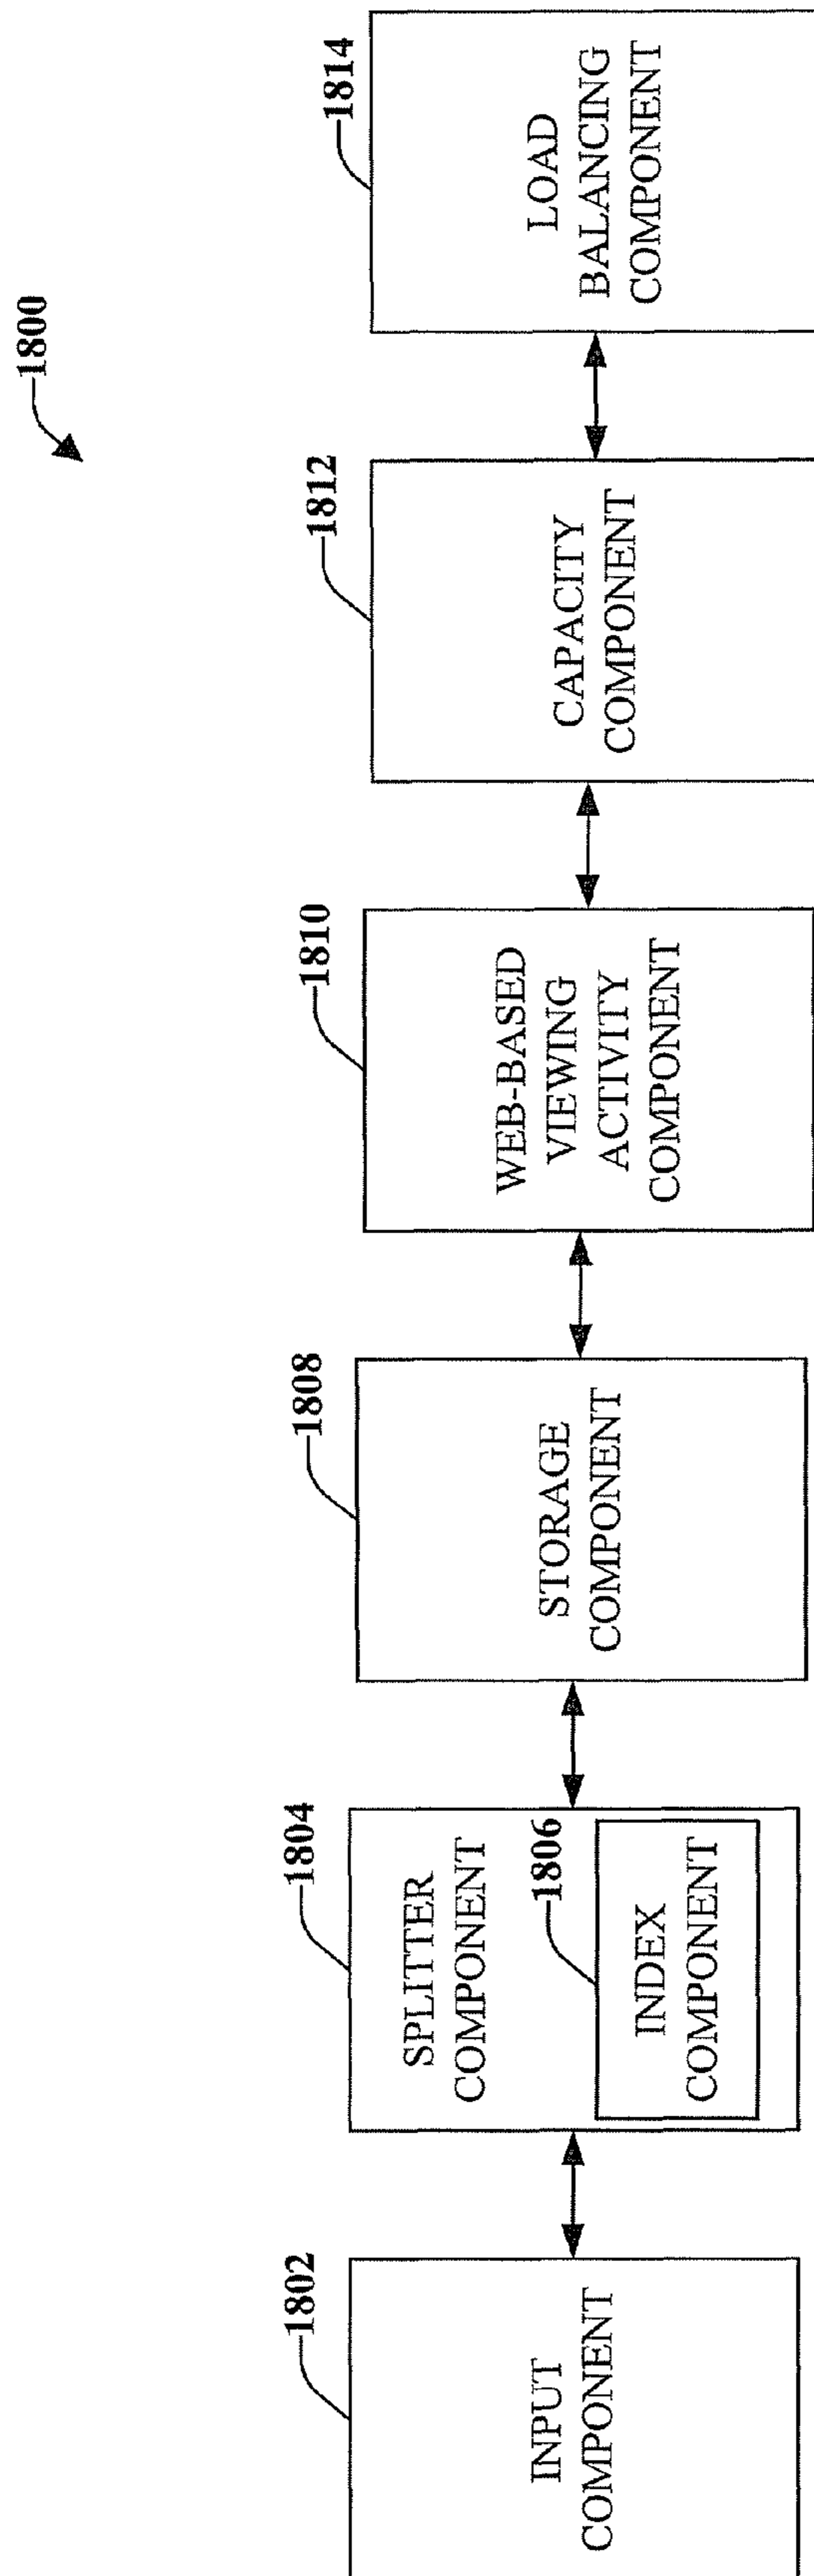 1800
1802
INPUT
COMPONENT
1804
SPLITTER
COMPONENT
1806
INDEX
COMPONENT
1808
STORAGE
COMPONENT
1810
WEB-BASED
VIEWING
ACTIVITY
COMPONENT
1812
CAPACITY
COMPONENT
1814
LOAD
BALANCING
COMPONENT